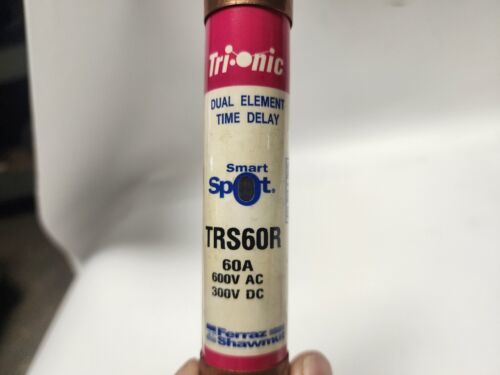 Tri-onic
DUAL ELEMENT
TIME DELAY
Smart
Spot®
TRS60R
60A
600V AC
300V DC
Ferraz
Shawmut